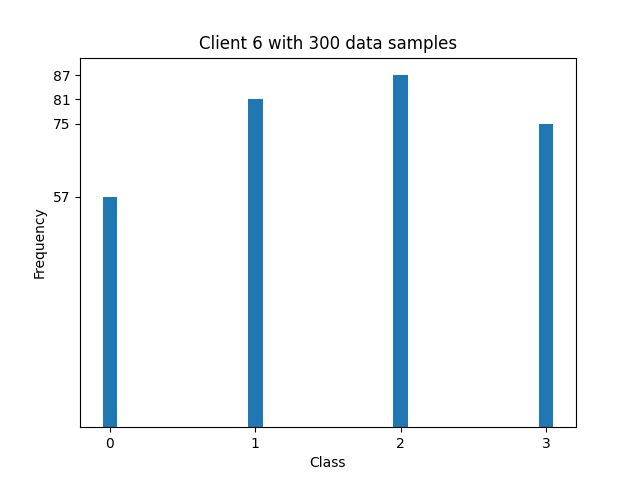 Client 6 with 300 data samples
87
81
75
57
Frequency
0 1 2 3
Class